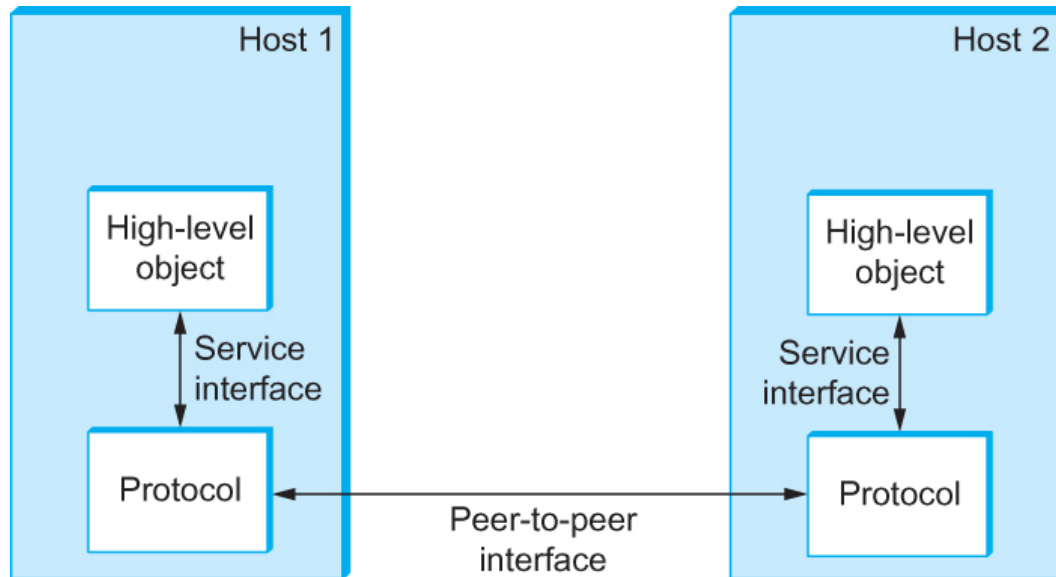 Host 1
High-level
object
Service
interface
Protocol
Peer-to-peer
interface
Host 2
High-level
object
Service
interface
Protocol